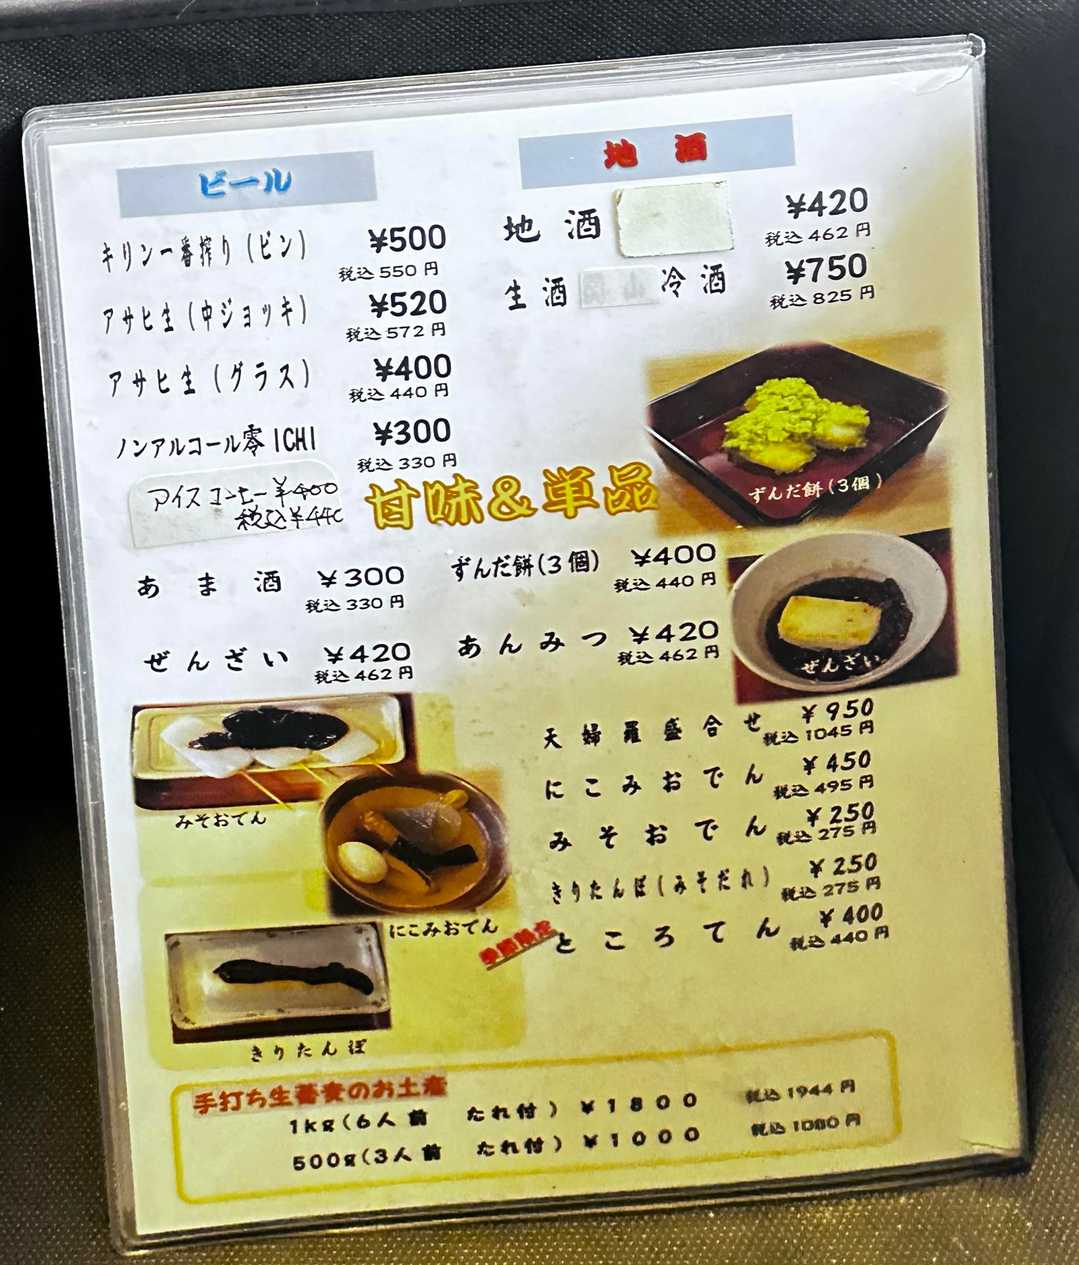 ビール
キリン一番搾り(ビン) ¥500
税込 550 円
アサヒ生(中ジョッキ) ¥520
税込 572 円
アサヒ生(グラス) ¥400
税込 440 円
ノンアルコール零ICHI ¥300
税込 330 円
アイスコーヒー ¥400
税込¥440
地 酒
地 酒 ¥420
税込 462 円
生 酒 冷 酒 ¥750
税込 825 円
ずんだ餅(3個)
甘味&単品
あ ま 酒 ¥300
税込 330 円
ずんだ餅(3個) ¥400
税込 440 円
ぜ ん ざ い ¥420
税込 462 円
あ ん み つ ¥420
税込 462 円
ぜんざい
天 婦 羅 盛 合 せ ¥950
税込 1045 円
に こ み お で ん ¥450
税込 495 円
み そ お で ん ¥250
税込 275 円
きりたんぽ(みそだれ) ¥250
税込 275 円
季節限定
と こ ろ て ん ¥400
税込 440 円
みそおでん
にこみおでん
きりたんぽ
手打ち生蕎麦のお土産
1kg(6人前 たれ付) ¥1800 税込 1944 円
500g(3人前 たれ付) ¥1000 税込 1080 円